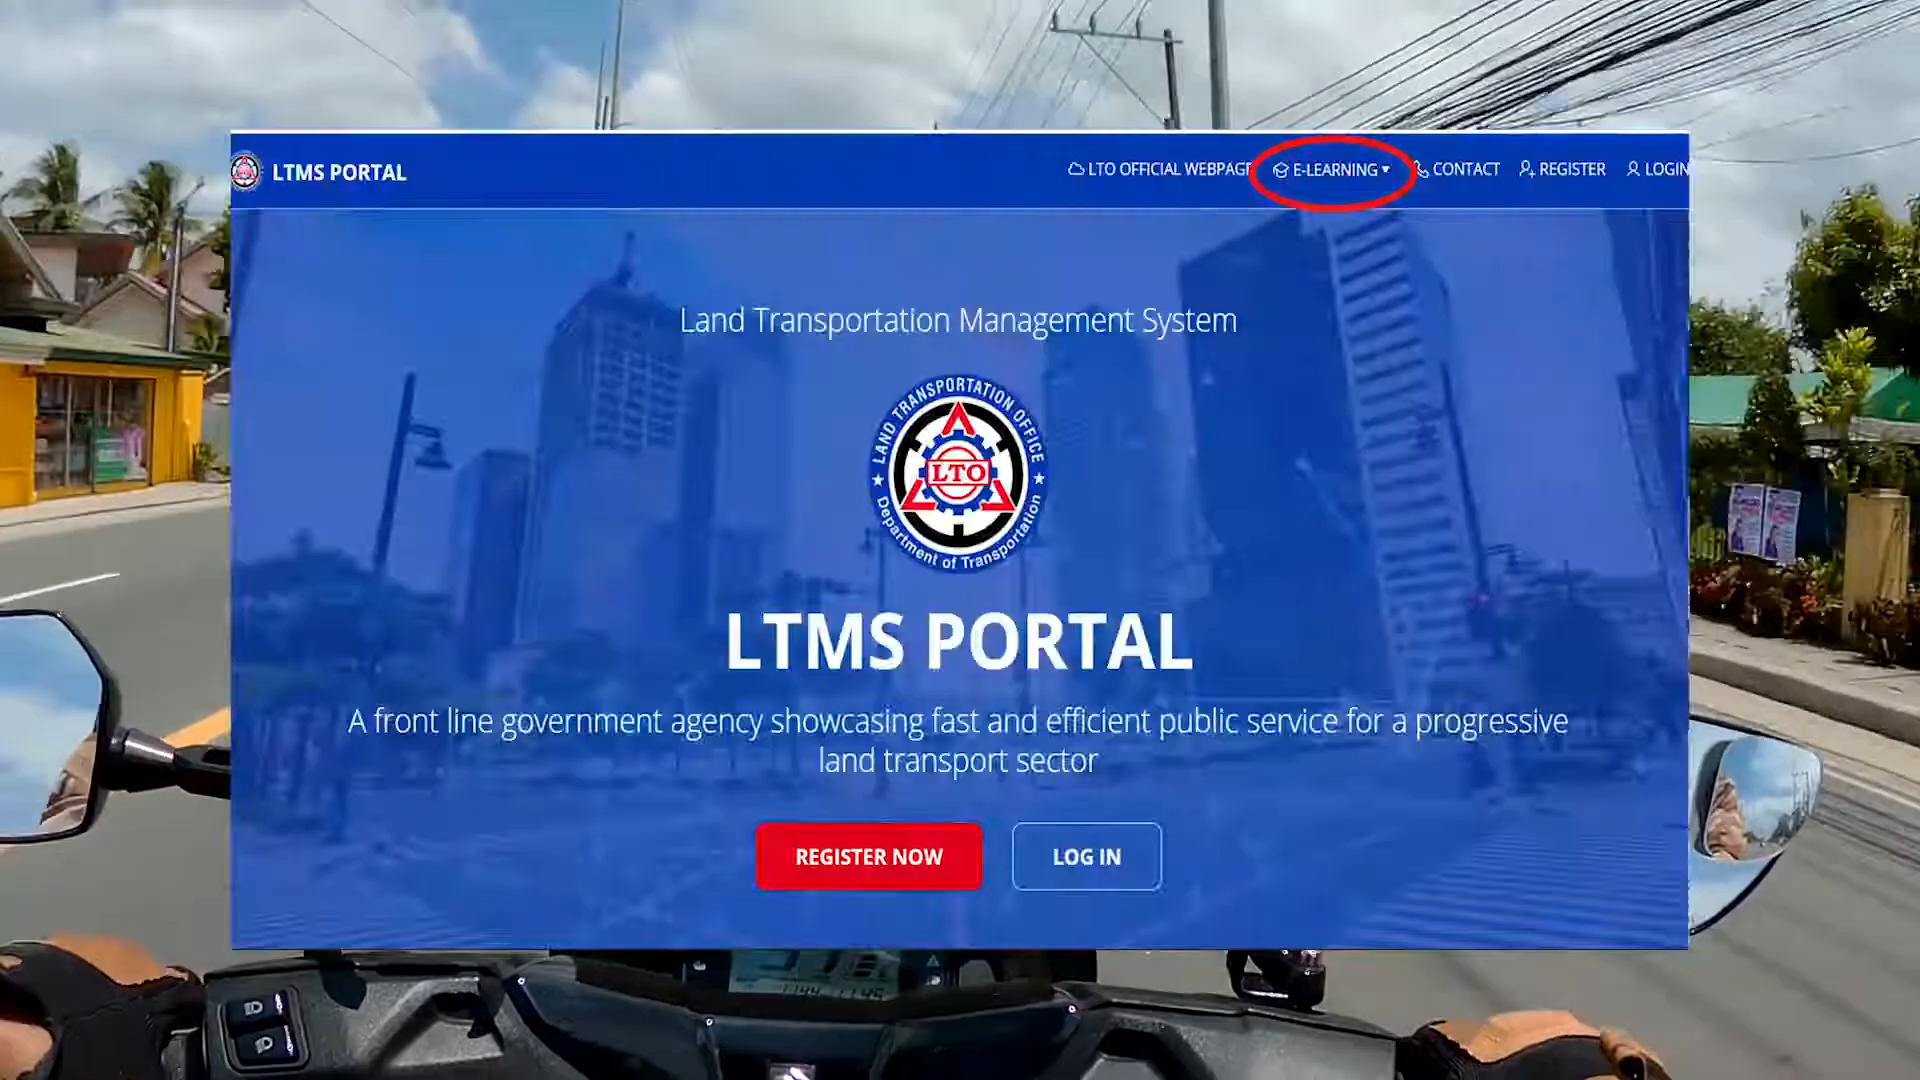 LTMS PORTAL
LTO OFFICIAL WEBPAGE
E-LEARNING
CONTACT
REGISTER
LOGIN
Land Transportation Management System
LAND TRANSPORTATION OFFICE
LTO
Department of Transportation
LTMS PORTAL
A front line government agency showcasing fast and efficient public service for a progressive
land transport sector
REGISTER NOW
LOG IN